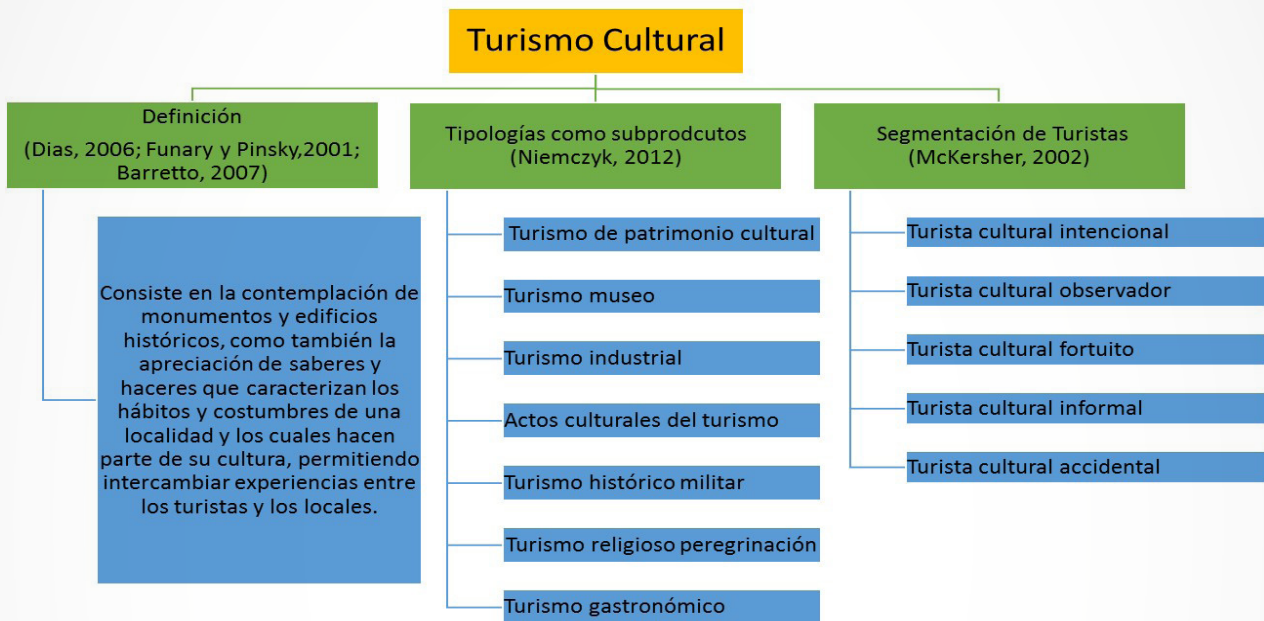 Turismo Cultural
Definición
(Dias, 2006; Funary y Pinsky,2001;
Barretto, 2007)
Consiste en la contemplación de
monumentos y edificios
históricos, como también la
apreciación de saberes y
haceres que caracterizan los
hábitos y costumbres de una
localidad y los cuales hacen
parte de su cultura, permitiendo
intercambiar experiencias entre
los turistas y los locales.
Tipologías como subprodcutos
(Niemczyk, 2012)
Turismo de patrimonio cultural
Turismo museo
Turismo industrial
Actos culturales del turismo
Turismo histórico militar
Turismo religioso peregrinación
Turismo gastronómico
Segmentación de Turistas
(McKersher, 2002)
Turista cultural intencional
Turista cultural observador
Turista cultural fortuito
Turista cultural informal
Turista cultural accidental